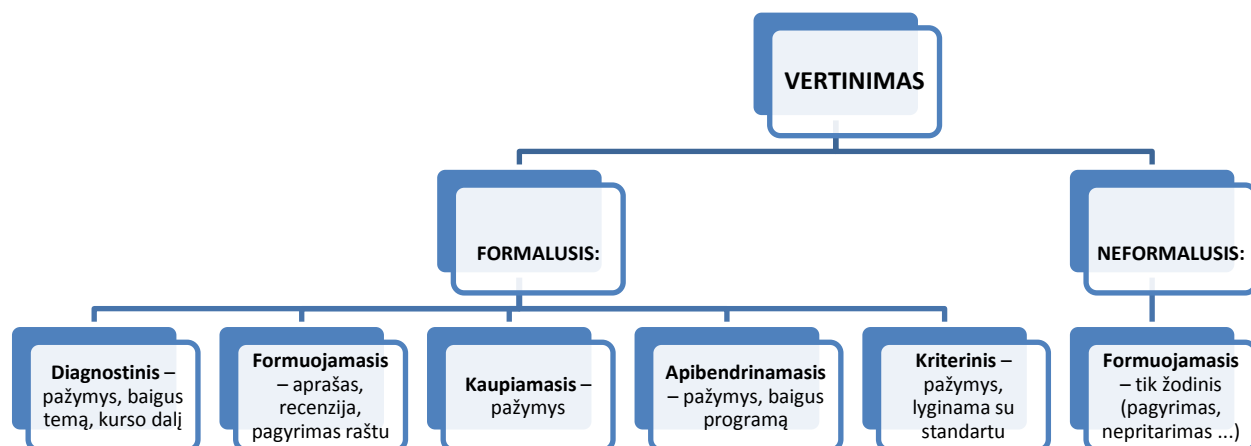 VERTINIMAS
FORMALUSIS:
NEFORMALUSIS:
Diagnostinis –
pažymys, baigus
temą, kurso dalį
Formuojamasis
– aprašas,
recenzija,
pagyrimas raštu
Kaupiamasis –
pažymys
Apibendrinamasis
– pažymys, baigus
programą
Kriterinis –
pažymys,
lyginama su
standartu
Formuojamasis
– tik žodinis
(pagyrimas,
nepritarimas ...)